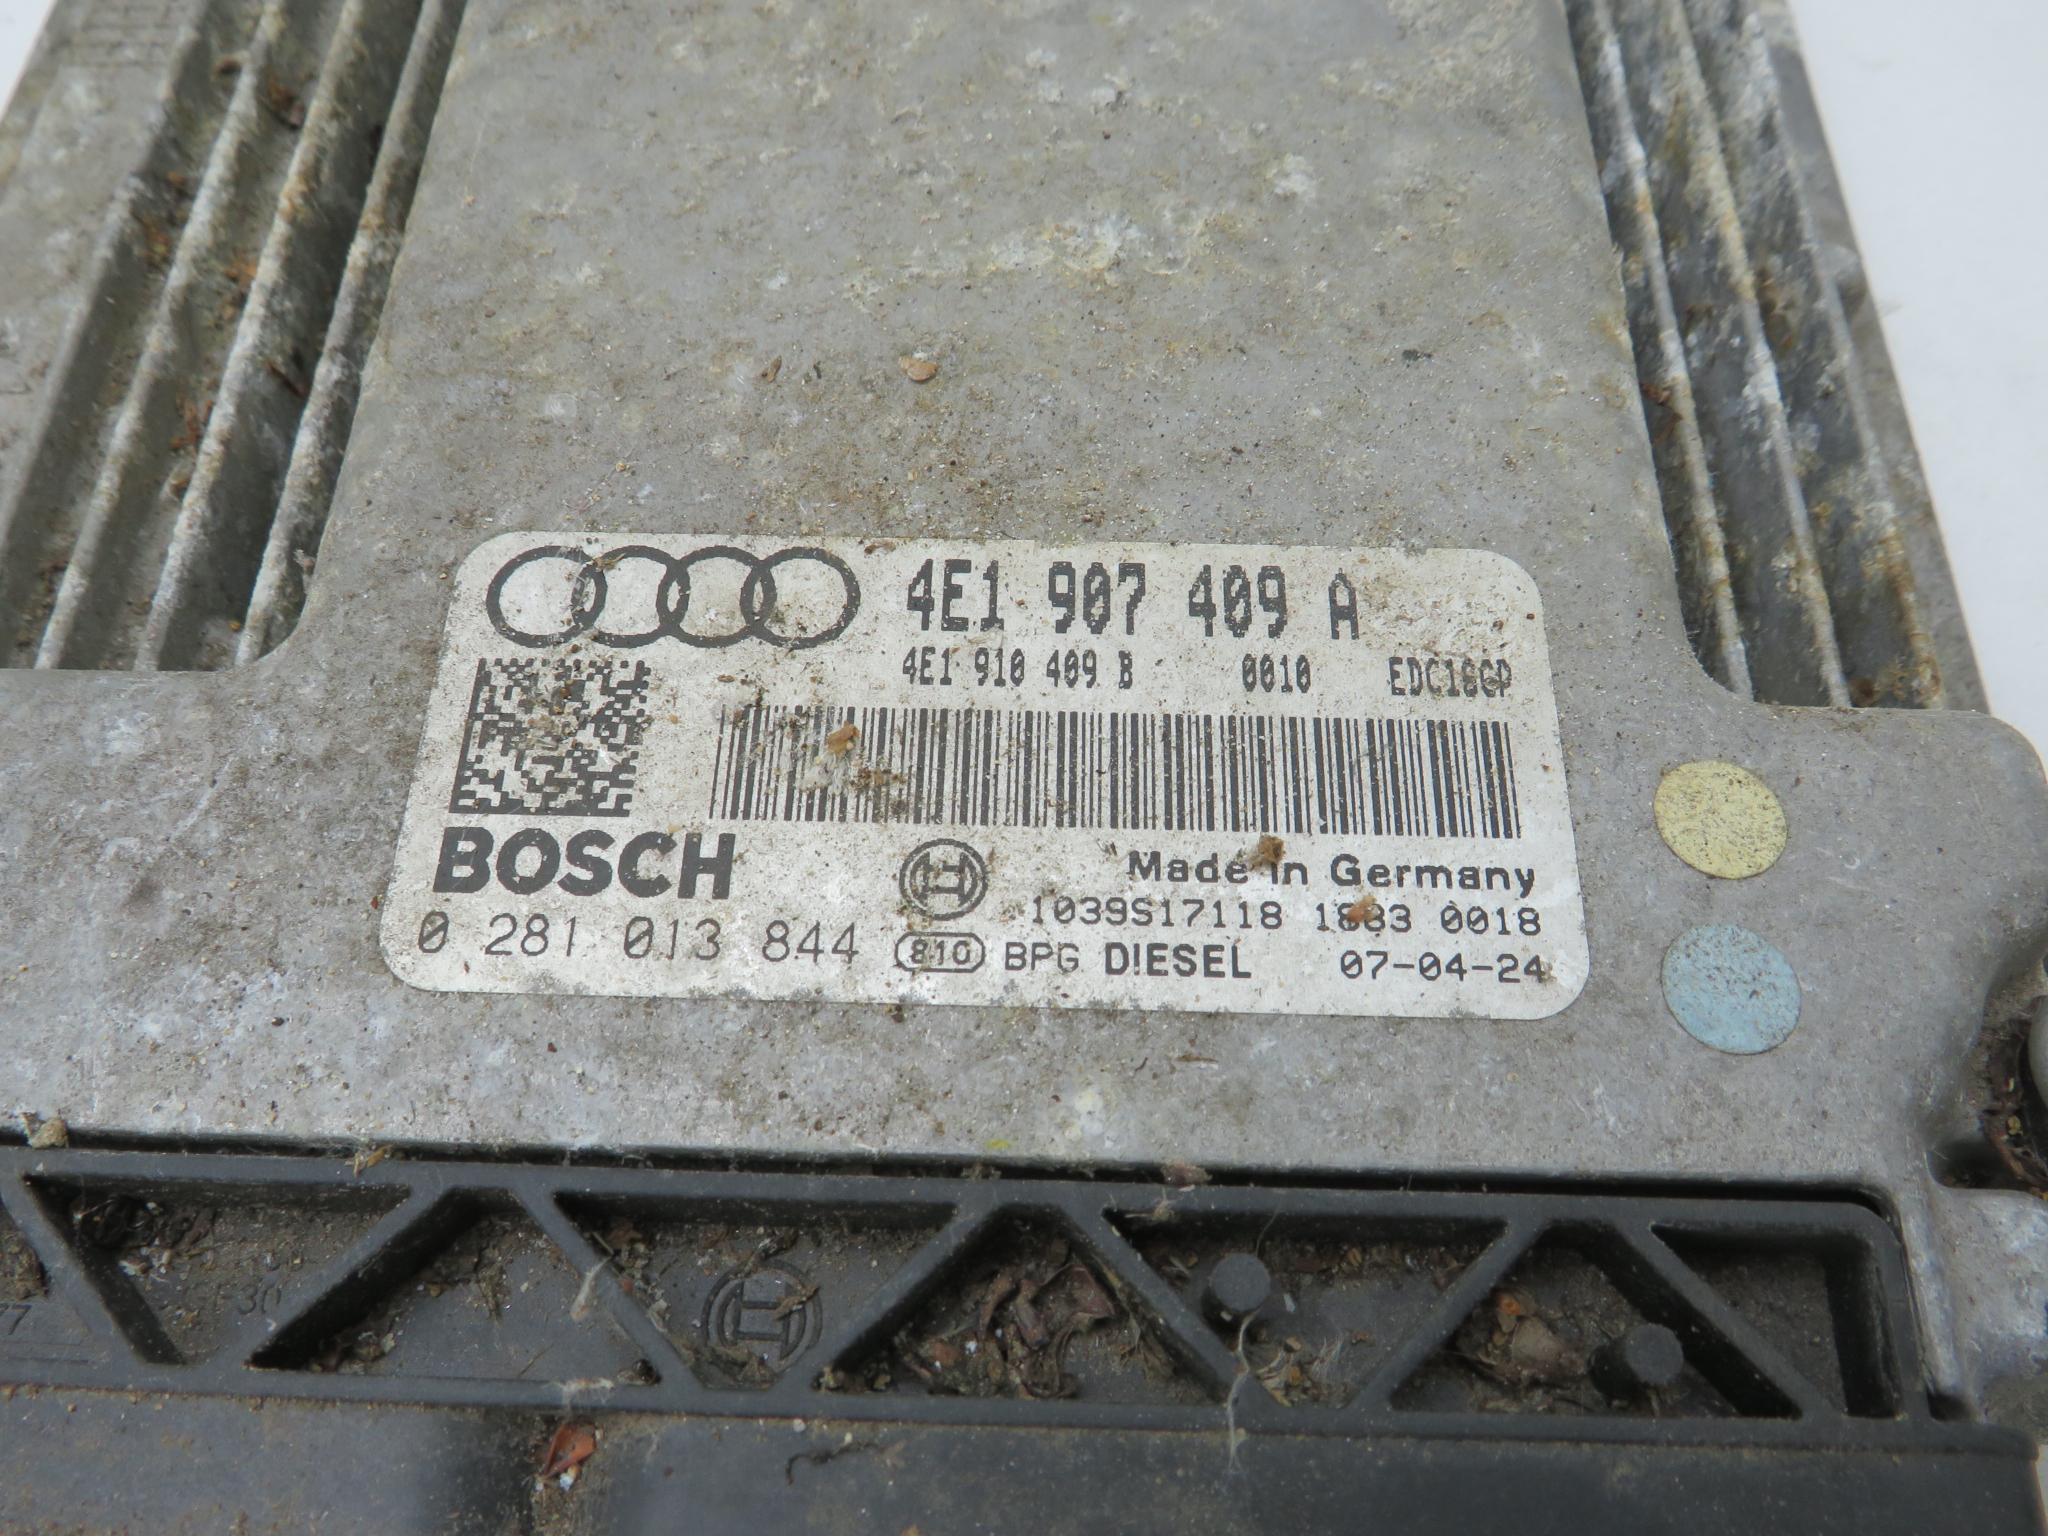 4E1 907 409 A
4E1 910 409 B 0010 EDC16CP
BOSCH
Made in Germany
0 281 013 844
1039S17118 1883 0018
810 BPG DIESEL 07-04-24